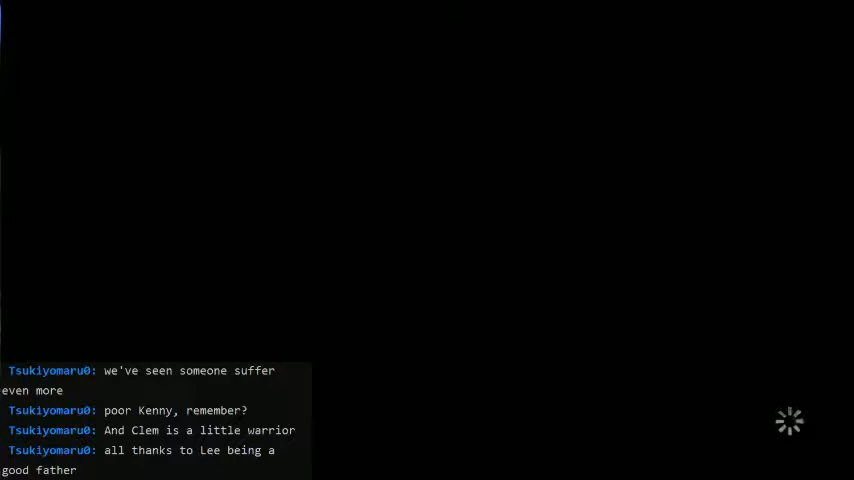 Tsukiyomaru0: we've seen someone suffer
even more
Tsukiyomaru0: poor Kenny, remember?
Tsukiyomaru0: And Clem is a little warrior
Tsukiyomaru0: all thanks to Lee being a
good father